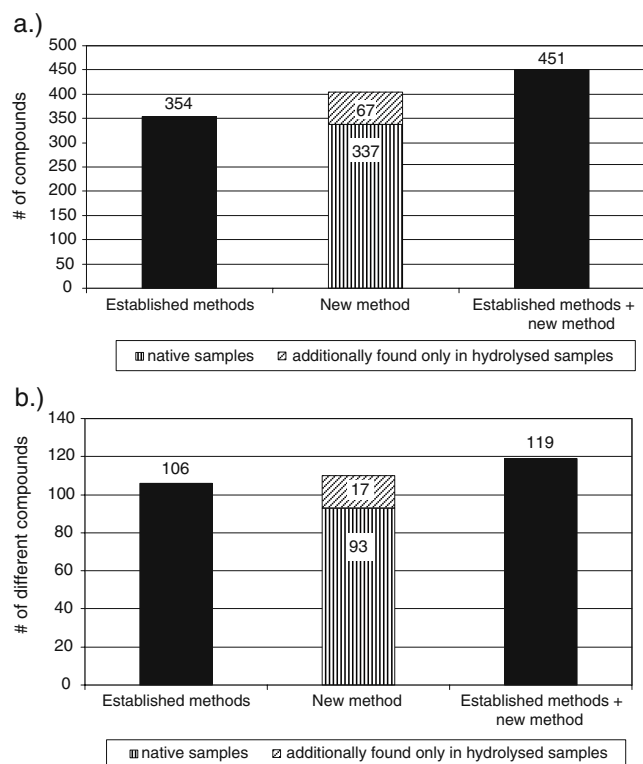 a.)
# of compounds
500
450
400
350
300
250
200
150
100
50
0
354
67
337
451
Established methods
New method
Established methods +
new method
native samples
additionally found only in hydrolysed samples
b.)
# of different compounds
140
120
100
80
60
40
20
0
106
17
93
119
Established methods
New method
Established methods +
new method
native samples
additionally found only in hydrolysed samples